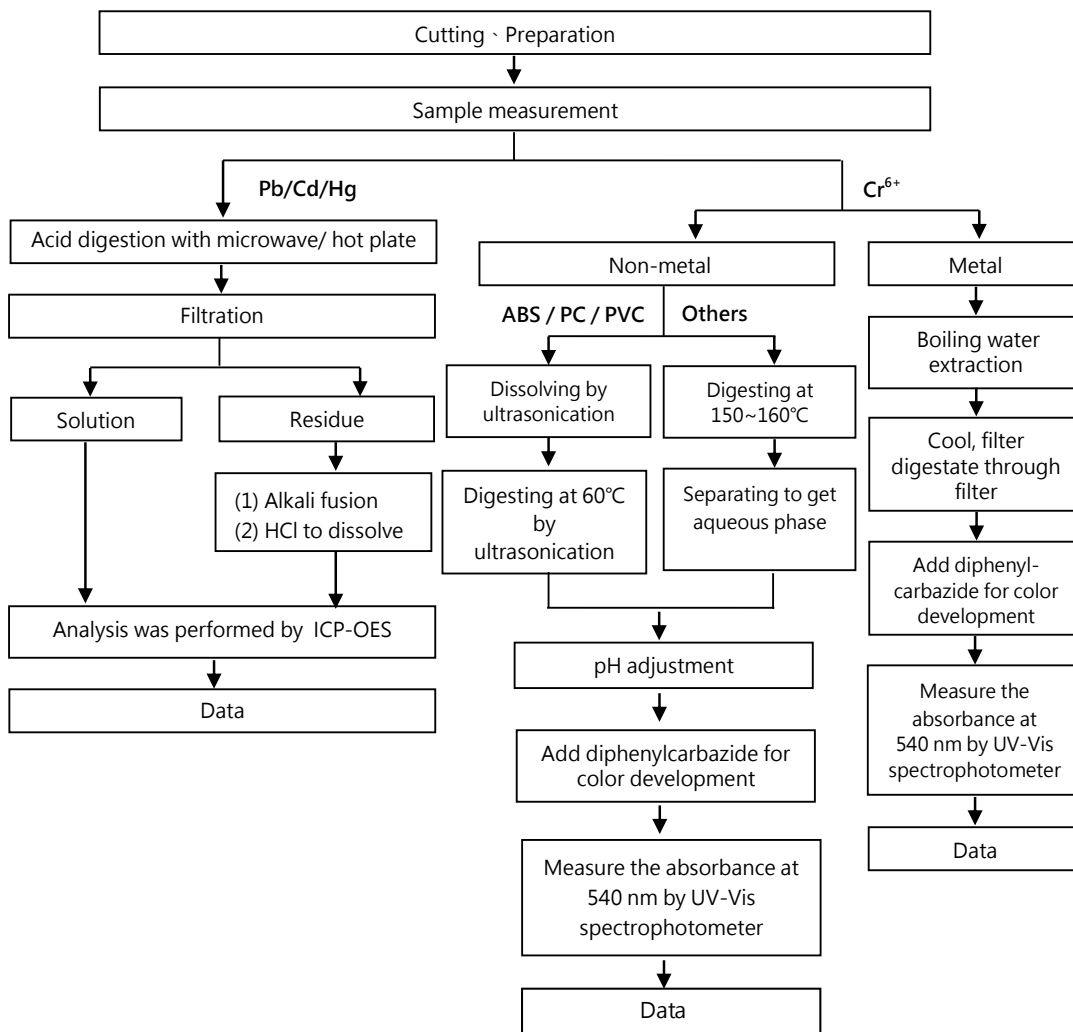 Cutting、Preparation
Sample measurement
Pb/Cd/Hg
Cr⁶⁺
Acid digestion with microwave/ hot plate
Filtration
Solution
Residue
(1) Alkali fusion
(2) HCl to dissolve
Analysis was performed by ICP-OES
Data
Non-metal
ABS / PC / PVC
Others
Dissolving by
ultrasonication
Digesting at
150~160℃
Digesting at 60℃
by
ultrasonication
Separating to get
aqueous phase
pH adjustment
Add diphenylcarbazide for
color development
Measure the absorbance at
540 nm by UV-Vis
spectrophotometer
Data
Metal
Boiling water
extraction
Cool, filter
digestate through
filter
Add diphenyl-
carbazide for color
development
Measure the
absorbance at
540 nm by UV-Vis
spectrophotometer
Data